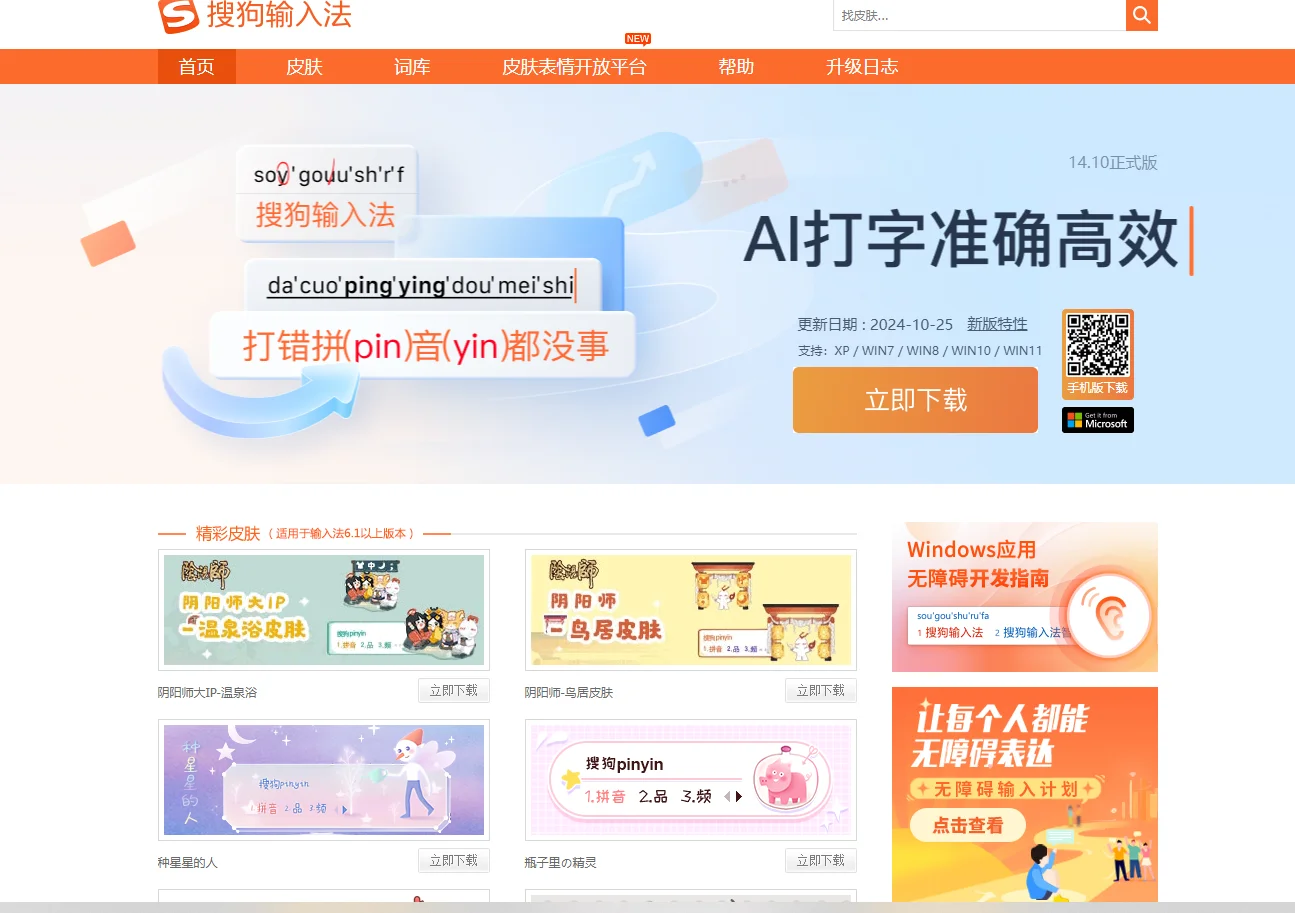 搜狗输入法
找皮肤...
NEW
首页 皮肤 词库 皮肤表情开放平台 帮助 升级日志
soy'gouu'sh'r'f
搜狗输入法
da'cuo'ping'ying'dou'mei'shi
打错拼(pin)音(yin)都没事
14.10正式版
AI打字准确高效
更新日期 : 2024-10-25 新版特性
支持: XP / WIN7 / WIN8 / WIN10 / WIN11
立即下载
手机版下载
Get it from
Microsoft
精彩皮肤 ( 适用于输入法6.1以上版本 )
陰陽師
阴阳师大IP
-温泉浴皮肤
搜狗pinyin
1.拼音 2.品 3.频
阴阳师大IP-温泉浴
立即下载
陰陽師
阴阳师
-鸟居皮肤
搜狗pinyin
1.拼音 2.品 3.频
阴阳师-鸟居皮肤
立即下载
种星星的人
搜狗pinyin
1.拼音 2.品 3.频
种星星的人
立即下载
搜狗pinyin
1.拼音 2.品 3.频
瓶子里の精灵
立即下载
Windows应用
无障碍开发指南
sou'gou'shu'ru'fa
1 搜狗输入法 2 搜狗输入法智
让每个人都能
无障碍表达
无障碍输入计划
点击查看